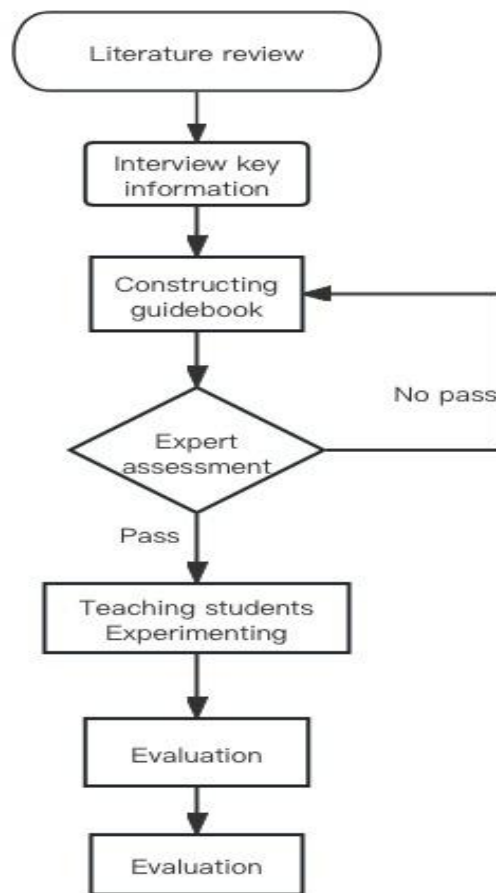 Literature review
Interview key
information
Constructing
guidebook
No pass
Expert
assessment
Pass
Teaching students
Experimenting
Evaluation
Evaluation